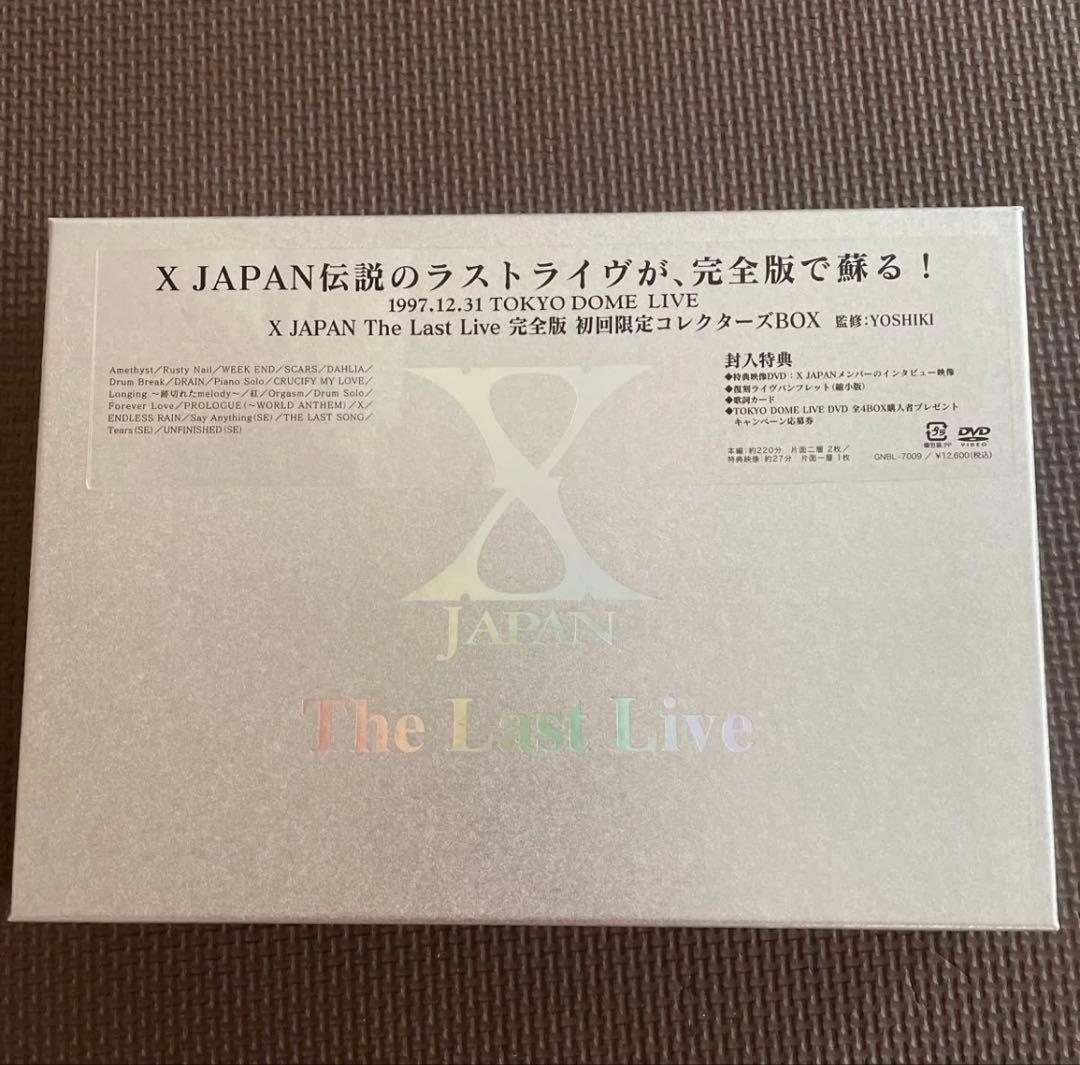 X JAPAN伝説のラストライヴが、完全版で蘇る！
1997.12.31 TOKYO DOME LIVE
X JAPAN The Last Live 完全版 初回限定コレクターズBOX 監修：YOSHIKI
Amethyst／Rusty Nail／WEEK END／SCARS／DAHLIA／
Drum Break／DRAIN／Piano Solo／CRUCIFY MY LOVE／
Longing ～跡切れたmelody～／紅／Orgasm／Drum Solo／
Forever Love／PROLOGUE（～WORLD ANTHEM）／X／
ENDLESS RAIN／Say Anything（SE）／THE LAST SONG／
Tears（SE）／UNFINISHED（SE）
封入特典
◆特典映像DVD：X JAPANメンバーのインタビュー映像
◆復刻ライヴパンフレット（縮小版）
◆歌詞カード
◆TOKYO DOME LIVE DVD 全4BOX購入者プレゼント
キャンペーン応募券
個包装：PP
DVD
VIDEO
本編：約220分 片面二層 2枚／
特典映像：約27分 片面一層 1枚
GNBL-7009 ／ ¥12,600（税込）
X
JAPAN
The Last Live